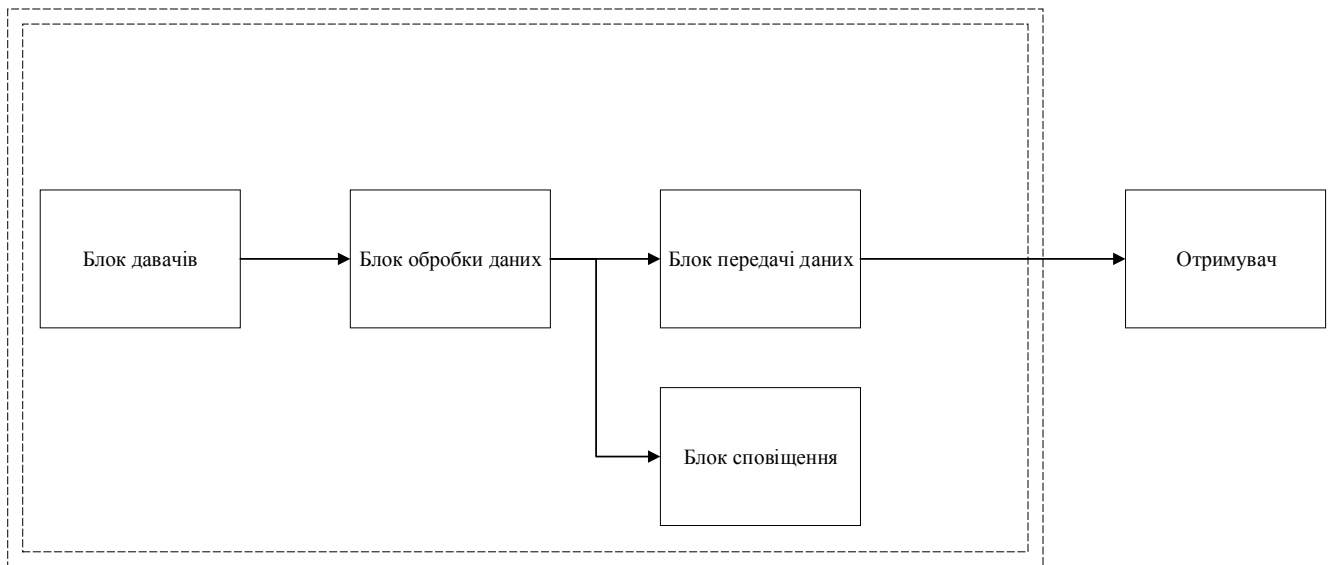 Блок давачів
Блок обробки даних
Блок передачі даних
Отримувач
Блок сповіщення